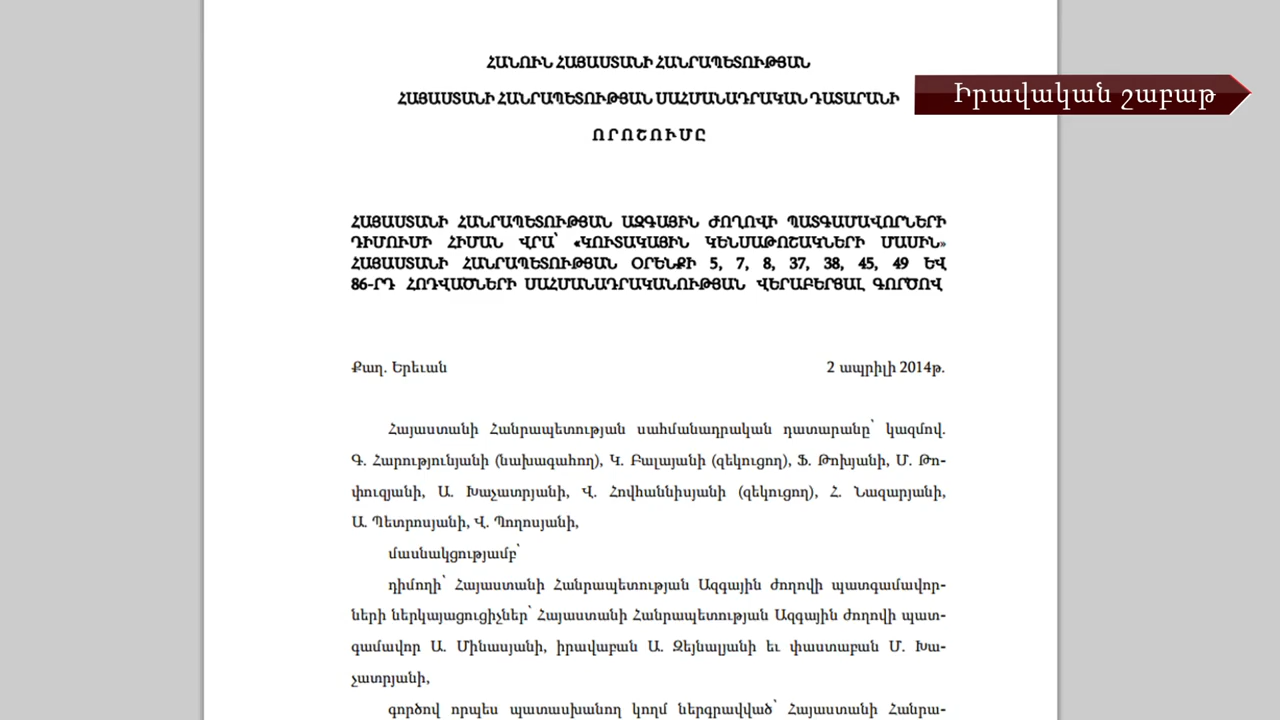 ՀԱՆՈՒՆ ՀԱՅԱՍՏԱՆԻ ՀԱՆՐԱՊԵՏՈՒԹՅԱՆ
ՀԱՅԱՍՏԱՆԻ ՀԱՆՐԱՊԵՏՈՒԹՅԱՆ ՍԱՀՄԱՆԱԴՐԱԿԱՆ ԴԱՏԱՐԱՆԻ
Իրավական շաբաթ
Ո Ր Ո Շ Ո Ւ Մ Ը
ՀԱՅԱՍՏԱՆԻ ՀԱՆՐԱՊԵՏՈՒԹՅԱՆ ԱԶԳԱՅԻՆ ԺՈՂՈՎԻ ՊԱՏԳԱՄԱՎՈՐՆԵՐԻ
ԴԻՄՈՒՄԻ ՀԻՄԱՆ ՎՐԱ՝ «ԿՈՒՏԱԿԱՅԻՆ ԿԵՆՍԱԹՈՇԱԿՆԵՐԻ ՄԱՍԻՆ»
ՀԱՅԱՍՏԱՆԻ ՀԱՆՐԱՊԵՏՈՒԹՅԱՆ ՕՐԵՆՔԻ 5, 7, 8, 37, 38, 45, 49 ԵՎ
86-ՐԴ ՀՈԴՎԱԾՆԵՐԻ ՍԱՀՄԱՆԱԴՐԱԿԱՆՈՒԹՅԱՆ ՎԵՐԱԲԵՐՅԱԼ ԳՈՐԾՈՎ
Քաղ. Երեւան 2 ապրիլի 2014թ.
Հայաստանի Հանրապետության սահմանադրական դատարանը՝ կազմով.
Գ. Հարությունյանի (նախագահող), Կ. Բալայանի (զեկուցող), Ֆ. Թոխյանի, Մ. Թո-
փուզյանի, Ա. Խաչատրյանի, Վ. Հովհաննիսյանի (զեկուցող), Հ. Նազարյանի,
Ա. Պետրոսյանի, Վ. Պողոսյանի,
մասնակցությամբ՝
դիմողի՝ Հայաստանի Հանրապետության Ազգային ժողովի պատգամավոր-
ների ներկայացուցիչներ՝ Հայաստանի Հանրապետության Ազգային ժողովի պատ-
գամավոր Ա. Մինասյանի, իրավաբան Ա. Զեյնալյանի եւ փաստաբան Մ. Խա-
չատրյանի,
գործով որպես պատասխանող կողմ ներգրավված՝ Հայաստանի Հանրա-